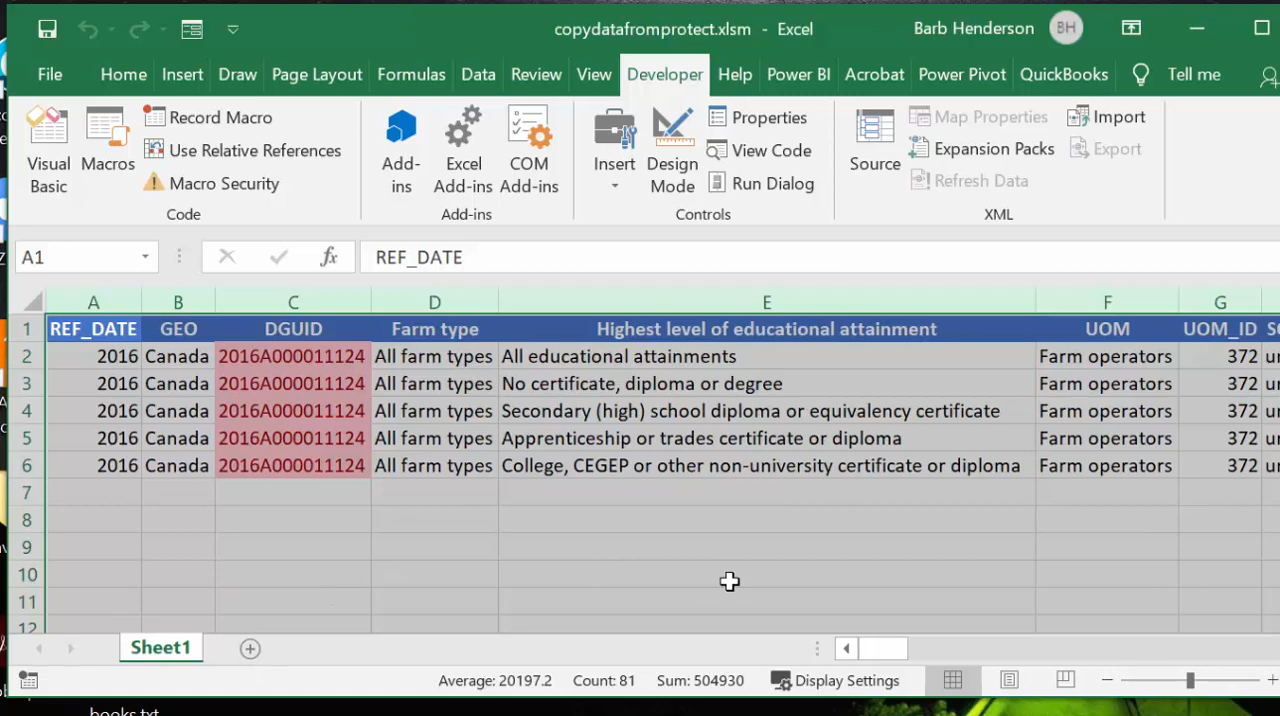 copydatafromprotect.xlsm - Excel Barb Henderson BH
File Home Insert Draw Page Layout Formulas Data Review View Developer Help Power BI Acrobat Power Pivot QuickBooks Tell me
Visual Basic
Macros
Record Macro
Use Relative References
Macro Security
Code
Add-ins
Excel Add-ins
COM Add-ins
Add-ins
Insert
Design Mode
Properties
View Code
Run Dialog
Controls
Source
Map Properties
Expansion Packs
Refresh Data
Import
Export
XML
A1 fx REF_DATE
A B C D E F G
1 REF_DATE GEO DGUID Farm type Highest level of educational attainment UOM UOM_ID
2 2016 Canada 2016A000011124 All farm types All educational attainments Farm operators 372
3 2016 Canada 2016A000011124 All farm types No certificate, diploma or degree Farm operators 372
4 2016 Canada 2016A000011124 All farm types Secondary (high) school diploma or equivalency certificate Farm operators 372
5 2016 Canada 2016A000011124 All farm types Apprenticeship or trades certificate or diploma Farm operators 372
6 2016 Canada 2016A000011124 All farm types College, CEGEP or other non-university certificate or diploma Farm operators 372
7
8
9
10
11
12
Sheet1
Average: 20197.2 Count: 81 Sum: 504930 Display Settings
books.txt